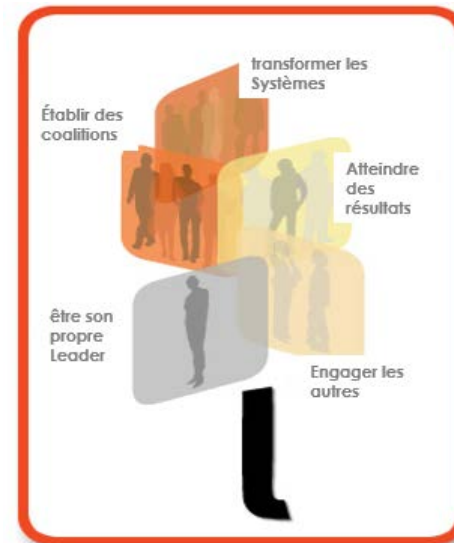 transformer les
Systèmes
Établir des
coalitions
Atteindre
des
résultats
être son
propre
Leader
Engager les
autres